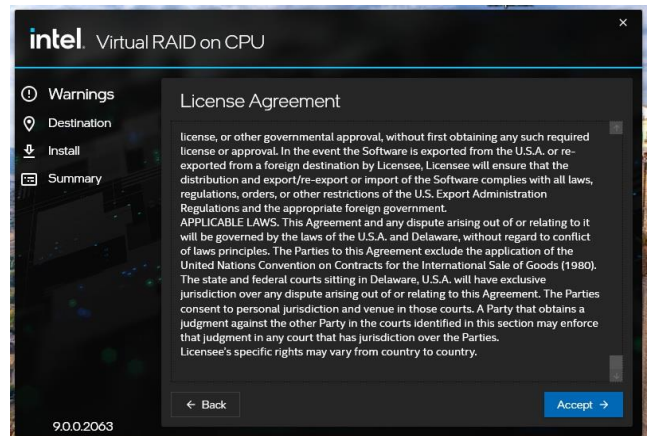 intel. Virtual RAID on CPU
Warnings
Destination
Install
Summary
License Agreement
license, or other governmental approval, without first obtaining any such required
license or approval. In the event the Software is exported from the U.S.A. or re-
exported from a foreign destination by Licensee, Licensee will ensure that the
distribution and export/re-export or import of the Software complies with all laws,
regulations, orders, or other restrictions of the U.S. Export Administration
Regulations and the appropriate foreign government.
APPLICABLE LAWS. This Agreement and any dispute arising out of or relating to it
will be governed by the laws of the U.S.A. and Delaware, without regard to conflict
of laws principles. The Parties to this Agreement exclude the application of the
United Nations Convention on Contracts for the International Sale of Goods (1980).
The state and federal courts sitting in Delaware, U.S.A. will have exclusive
jurisdiction over any dispute arising out of or relating to this Agreement. The Parties
consent to personal jurisdiction and venue in those courts. A Party that obtains a
judgment against the other Party in the courts identified in this section may enforce
that judgment in any court that has jurisdiction over the Parties.
Licensee's specific rights may vary from country to country.
← Back
Accept →
9.0.0.2063